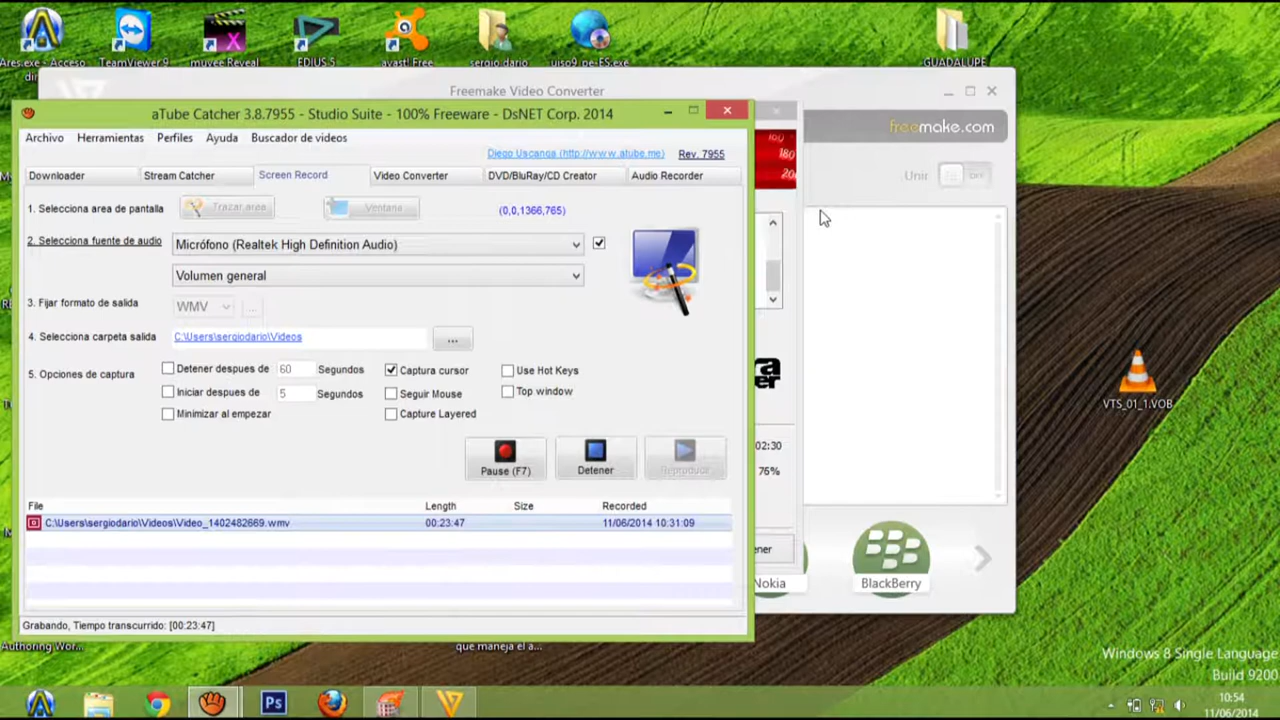 Ares.exe - Acceso
TeamViewer 9
muvee Reveal
EDIUS 5
avast! Free
sergio dario
uiso9_pe-ES.exe
GUADALUPE
Freemake Video Converter
aTube Catcher 3.8.7955 - Studio Suite - 100% Freeware - DsNET Corp. 2014
freemake.com
Archivo Herramientas Perfiles Ayuda Buscador de videos
Diego Uscanga (http://www.atube.me) Rev. 7955
Downloader Stream Catcher Screen Record Video Converter DVD/BluRay/CD Creator Audio Recorder
Unir OFF
1. Selecciona area de pantalla Trazar area Ventana (0,0,1366,765)
2. Selecciona fuente de audio Micrófono (Realtek High Definition Audio)
Volumen general
3. Fijar formato de salida WMV ...
4. Selecciona carpeta salida C:\Users\sergiodario\Videos ...
5. Opciones de captura
Detener despues de 60 Segundos
Captura cursor
Use Hot Keys
Iniciar despues de 5 Segundos
Seguir Mouse
Top window
Minimizar al empezar
Capture Layered
VTS_01_1.VOB
02:30
76%
Pause (F7) Detener Reproducir
File Length Size Recorded
C:\Users\sergiodario\Videos\Video_1402482669.wmv 00:23:47 11/06/2014 10:31:09
ener
Nokia
BlackBerry
Grabando, Tiempo transcurrido: [00:23:47]
Authoring Wor...
que maneja el a...
Windows 8 Single Language
Build 9200
Ps
10:54
11/06/2014